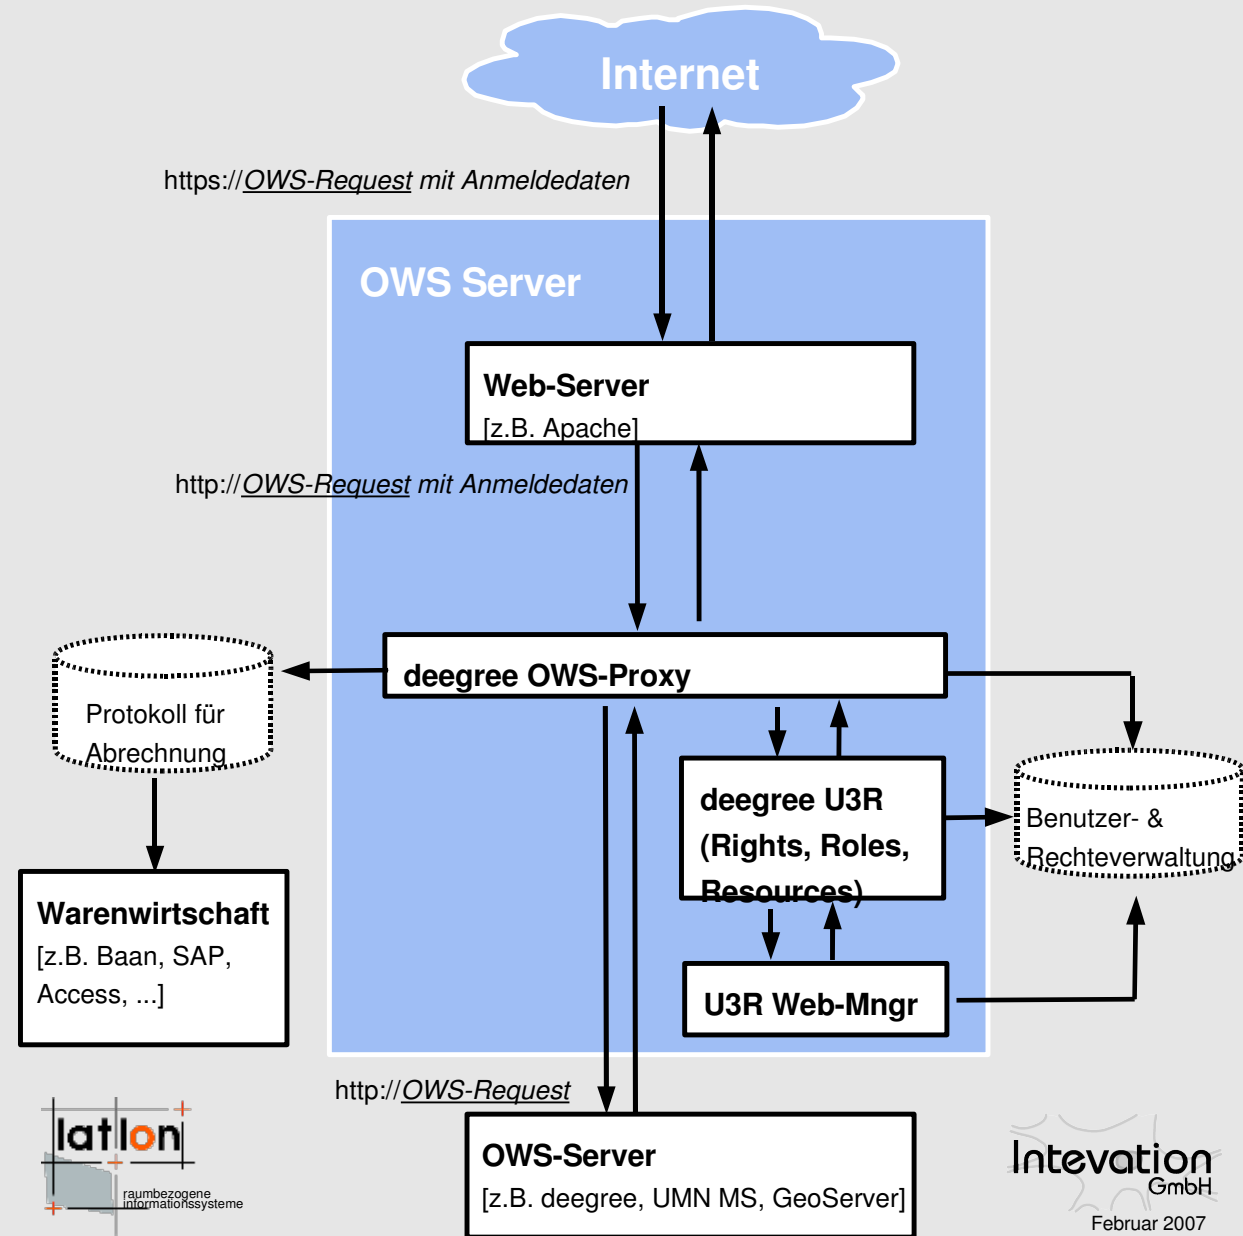 Internet
https://OWS-Request mit Anmeldedaten
OWS Server
Web-Server
[z.B. Apache]
http://OWS-Request mit Anmeldedaten
deegree OWS-Proxy
Protokoll für
Abrechnung
deegree U3R
(Rights, Roles,
Resources)
Benutzer- &
Rechteverwaltung
Warenwirtschaft
[z.B. Baan, SAP,
Access, ...]
U3R Web-Mngr
http://OWS-Request
OWS-Server
[z.B. deegree, UMN MS, GeoServer]
lat/lon
raumbezogene
informationssysteme
Intevation
GmbH
Februar 2007